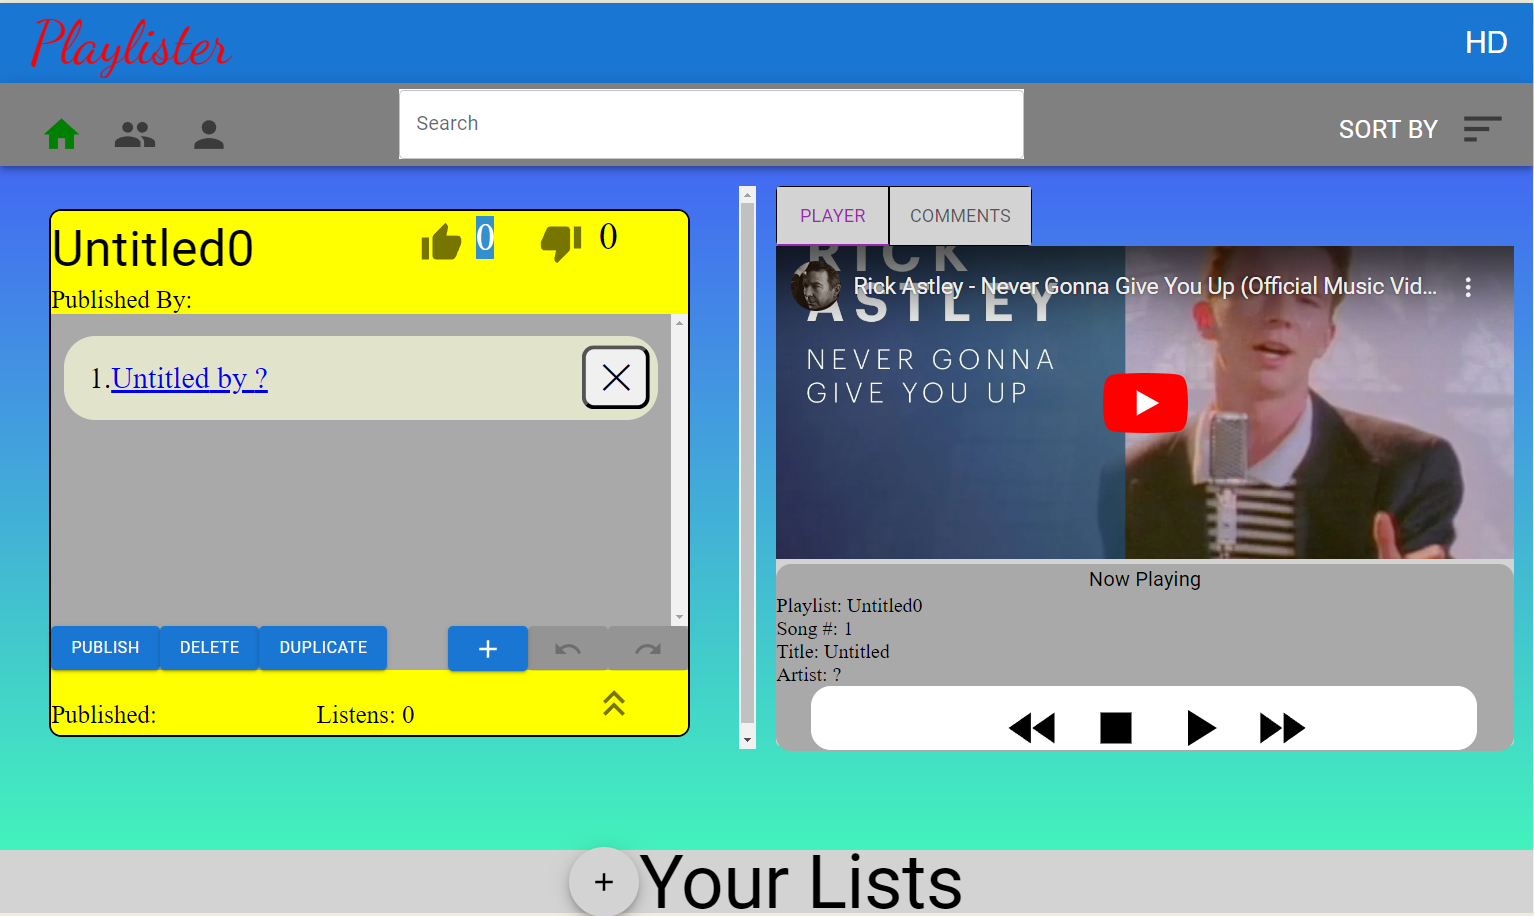 Playlister
HD
Search
SORT BY
Untitled0
0
0
Published By:
1.Untitled by ?
PUBLISH
DELETE
DUPLICATE
Published:
Listens: 0
PLAYER
COMMENTS
RICK
ASTLEY
Rick Astley - Never Gonna Give You Up (Official Music Vid...
NEVER GONNA
GIVE YOU UP
Now Playing
Playlist: Untitled0
Song #: 1
Title: Untitled
Artist: ?
Your Lists